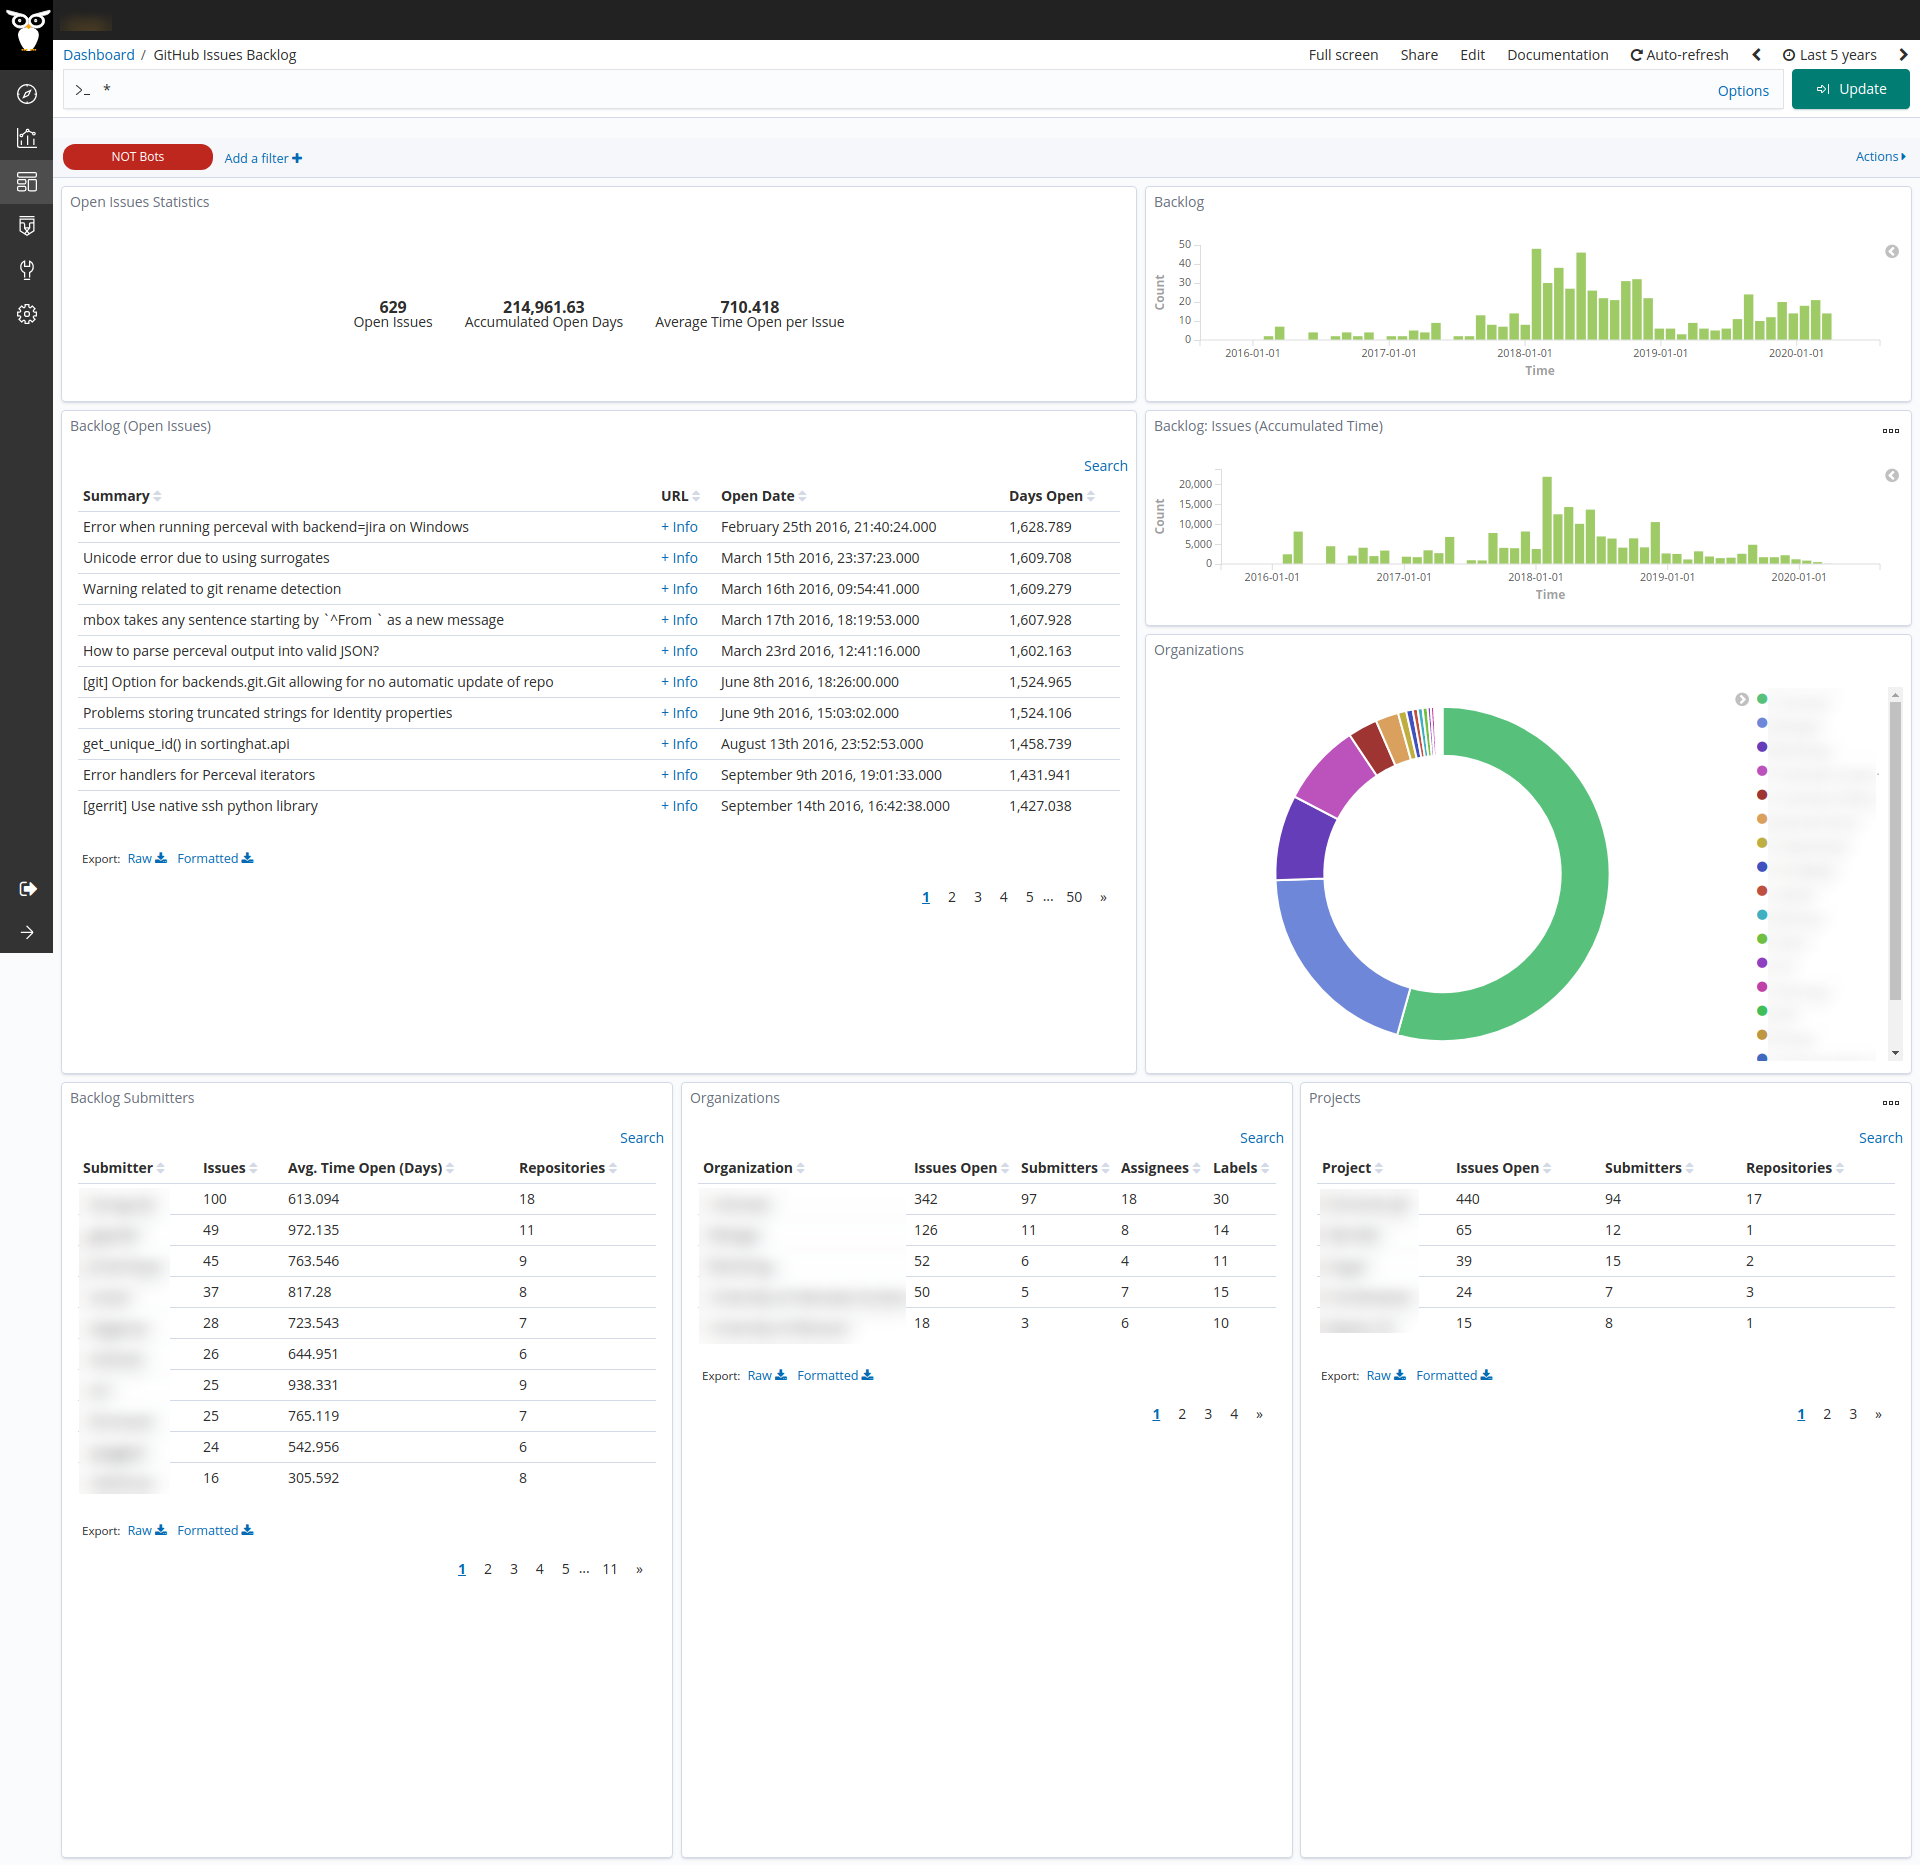 Dashboard / GitHub Issues Backlog
Full screen Share Edit Documentation Auto-refresh Last 5 years
>_ *
Options
Update
NOT Bots
Add a filter
Actions
Open Issues Statistics
629
Open Issues
214,961.63
Accumulated Open Days
710.418
Average Time Open per Issue
Backlog
Count
50
40
30
20
10
0
2016-01-01 2017-01-01 2018-01-01 2019-01-01 2020-01-01
Time
Backlog (Open Issues)
Search
Summary URL Open Date Days Open
Error when running perceval with backend=jira on Windows + Info February 25th 2016, 21:40:24.000 1,628.789
Unicode error due to using surrogates + Info March 15th 2016, 23:37:23.000 1,609.708
Warning related to git rename detection + Info March 16th 2016, 09:54:41.000 1,609.279
mbox takes any sentence starting by `^From ` as a new message + Info March 17th 2016, 18:19:53.000 1,607.928
How to parse perceval output into valid JSON? + Info March 23rd 2016, 12:41:16.000 1,602.163
[git] Option for backends.git.Git allowing for no automatic update of repo + Info June 8th 2016, 18:26:00.000 1,524.965
Problems storing truncated strings for Identity properties + Info June 9th 2016, 15:03:02.000 1,524.106
get_unique_id() in sortinghat.api + Info August 13th 2016, 23:52:53.000 1,458.739
Error handlers for Perceval iterators + Info September 9th 2016, 19:01:33.000 1,431.941
[gerrit] Use native ssh python library + Info September 14th 2016, 16:42:38.000 1,427.038
Export: Raw Formatted
1 2 3 4 5 ... 50 »
Backlog: Issues (Accumulated Time)
Count
20,000
15,000
10,000
5,000
0
2016-01-01 2017-01-01 2018-01-01 2019-01-01 2020-01-01
Time
Organizations
Backlog Submitters
Search
Submitter Issues Avg. Time Open (Days) Repositories
100 613.094 18
49 972.135 11
45 763.546 9
37 817.28 8
28 723.543 7
26 644.951 6
25 938.331 9
25 765.119 7
24 542.956 6
16 305.592 8
Export: Raw Formatted
1 2 3 4 5 ... 11 »
Organizations
Search
Organization Issues Open Submitters Assignees Labels
342 97 18 30
126 11 8 14
52 6 4 11
50 5 7 15
18 3 6 10
Export: Raw Formatted
1 2 3 4 »
Projects
Search
Project Issues Open Submitters Repositories
440 94 17
65 12 1
39 15 2
24 7 3
15 8 1
Export: Raw Formatted
1 2 3 »